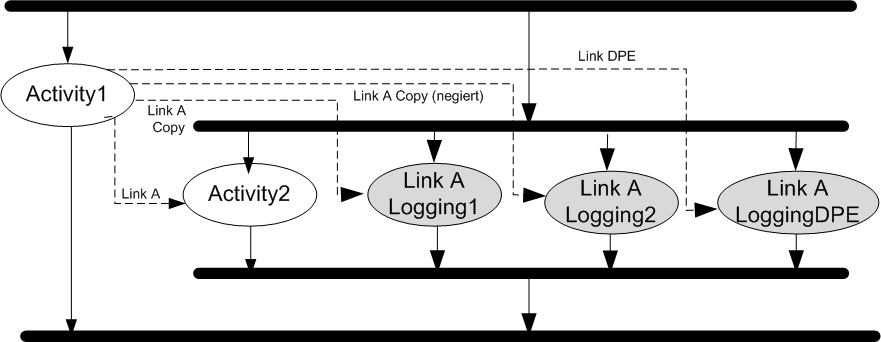 Link DPE
Activity1
Link A Copy (negiert)
Link A
Copy
Link A
Activity2
Link A
Logging1
Link A
Logging2
Link A
LoggingDPE